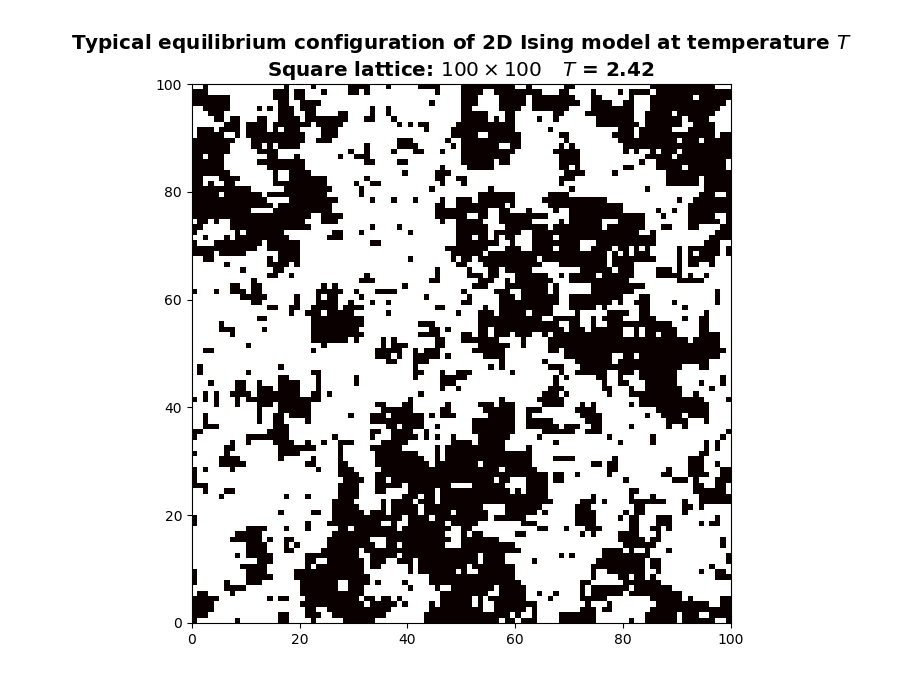 Typical equilibrium configuration of 2D Ising model at temperature T
Square lattice: 100 × 100 T = 2.42
100
80
60
40
20
0
0 20 40 60 80 100